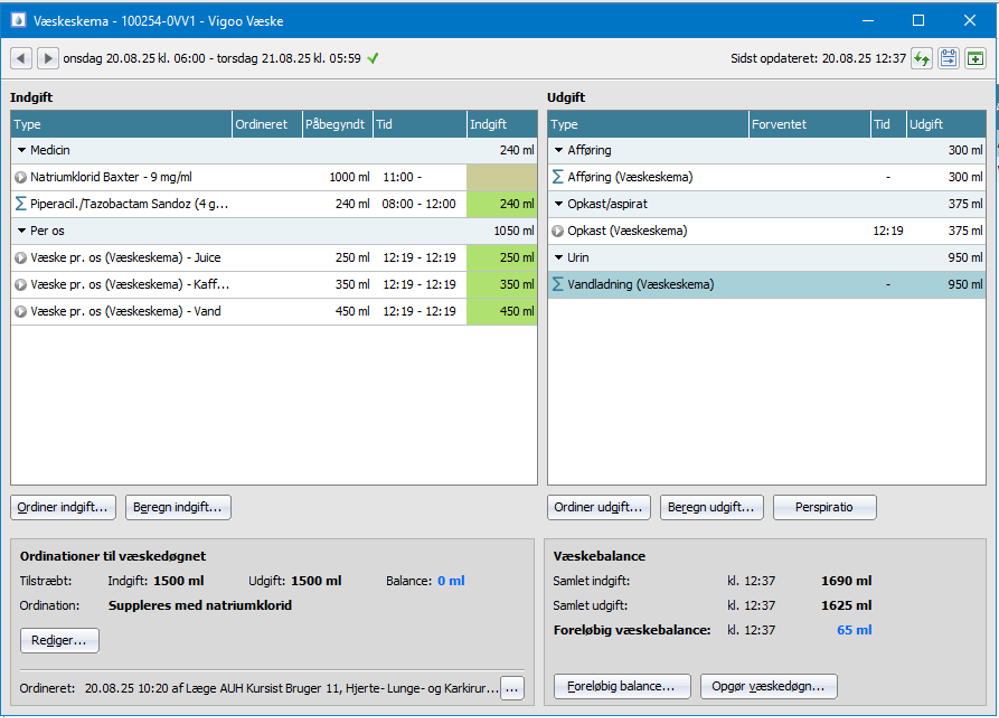 Væskeskema - 100254-0VV1 - Vigoo Væske
onsdag 20.08.25 kl. 06:00 - torsdag 21.08.25 kl. 05:59
Sidst opdateret: 20.08.25 12:37
Indgift
Type Ordineret Påbegyndt Tid Indgift
Medicin 240 ml
Natriumklorid Baxter - 9 mg/ml 1000 ml 11:00 -
Σ Piperacil./Tazobactam Sandoz (4 g... 240 ml 08:00 - 12:00 240 ml
Per os 1050 ml
Væske pr. os (Væskeskema) - Juice 250 ml 12:19 - 12:19 250 ml
Væske pr. os (Væskeskema) - Kaff... 350 ml 12:19 - 12:19 350 ml
Væske pr. os (Væskeskema) - Vand 450 ml 12:19 - 12:19 450 ml
Ordiner indgift... Beregn indgift...
Udgift
Type Forventet Tid Udgift
Afføring 300 ml
Σ Afføring (Væskeskema) - 300 ml
Opkast/aspirat 375 ml
Opkast (Væskeskema) 12:19 375 ml
Urin 950 ml
Σ Vandladning (Væskeskema) - 950 ml
Ordiner udgift... Beregn udgift... Perspiratio
Ordinationer til væskedøgnet
Tilstræbt: Indgift: 1500 ml Udgift: 1500 ml Balance: 0 ml
Ordination: Suppleres med natriumklorid
Rediger...
Ordineret: 20.08.25 10:20 af Læge AUH Kursist Bruger 11, Hjerte- Lunge- og Karkirur... ...
Væskebalance
Samlet indgift: kl. 12:37 1690 ml
Samlet udgift: kl. 12:37 1625 ml
Foreløbig væskebalance: kl. 12:37 65 ml
Foreløbig balance... Opgør væskedøgn...